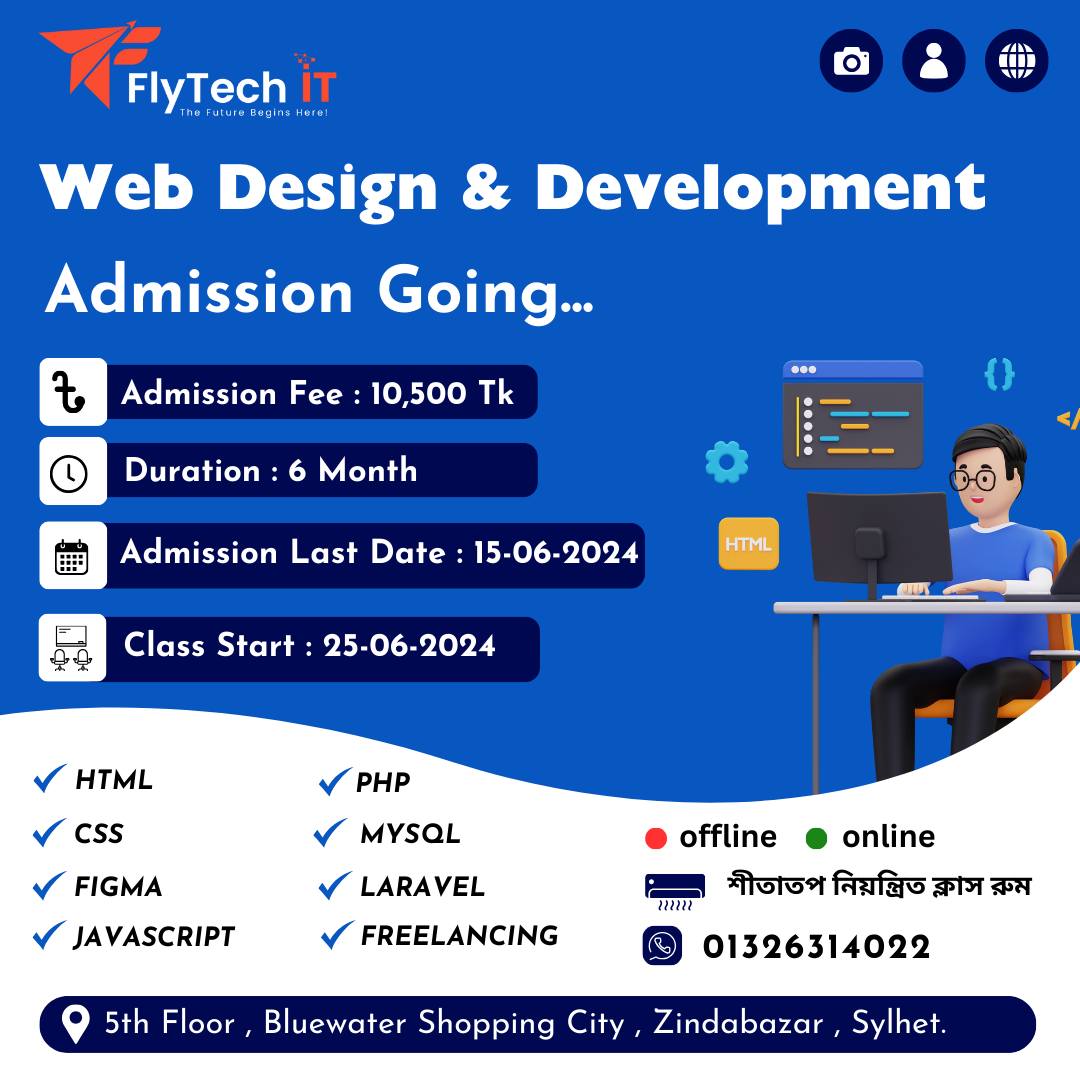 FlyTech IT
The Future Begins Here!
Web Design & Development
Admission Going...
Admission Fee : 10,500 Tk
Duration : 6 Month
Admission Last Date : 15-06-2024
Class Start : 25-06-2024
{}
</
HTML
HTML
CSS
FIGMA
JAVASCRIPT
PHP
MYSQL
LARAVEL
FREELANCING
offline online
শীতাতপ নিয়ন্ত্রিত ক্লাস রুম
01326314022
5th Floor , Bluewater Shopping City , Zindabazar , Sylhet.